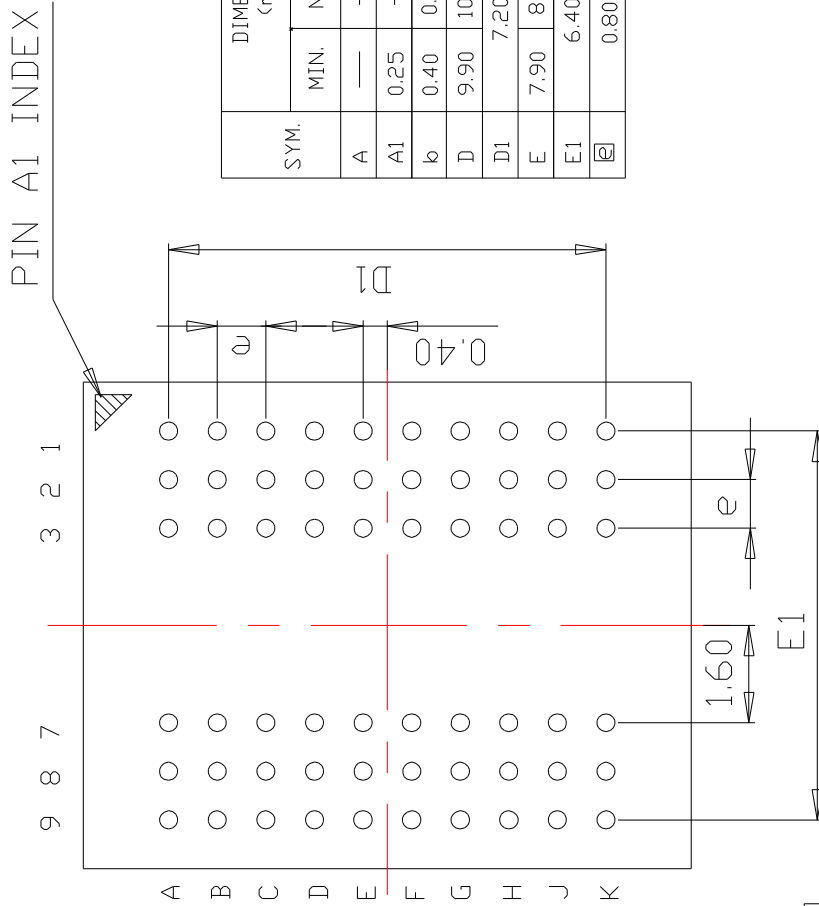 PIN A1 INDEX
SYM.
MIN.
A —
A1 0.25
b 0.40
D 9.90
D1 7.20
E 7.90
E1 6.40
e 0.80
1
2
3
7
8
9
A
B
C
D
E
F
G
H
J
K
e
D1
0.40
e
1.60
E1